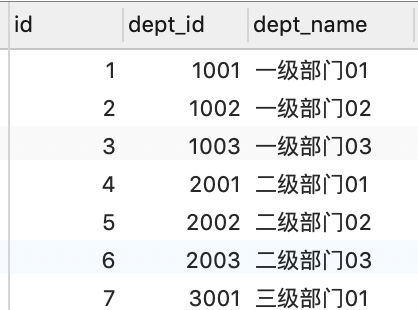 id dept_id dept_name
1 1001 一级部门01
2 1002 一级部门02
3 1003 一级部门03
4 2001 二级部门01
5 2002 二级部门02
6 2003 二级部门03
7 3001 三级部门01